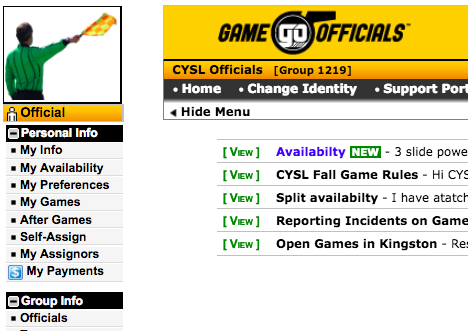 GAME go OFFICIALS™
CYSL Officials [Group 1219]
• Home • Change Identity • Support Port
Hide Menu
Official
Personal Info
My Info
My Availability
My Preferences
My Games
After Games
Self-Assign
My Assignors
My Payments
Group Info
Officials
[ VIEW ] Availabilty NEW - 3 slide power
[ VIEW ] CYSL Fall Game Rules - Hi CYS
[ VIEW ] Split availabilty - I have atatch
[ VIEW ] Reporting Incidents on Game
[ VIEW ] Open Games in Kingston - Res